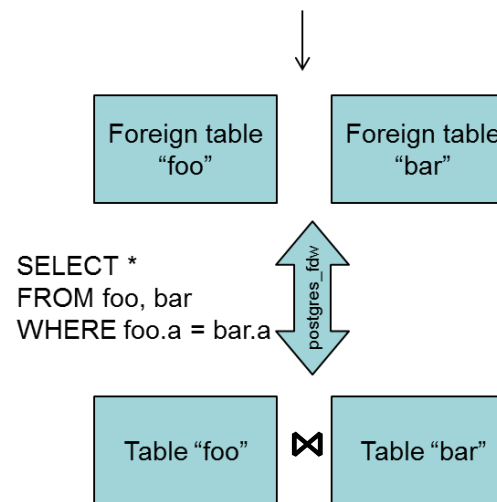 Foreign table
“foo”
Foreign table
“bar”
SELECT *
FROM foo, bar
WHERE foo.a = bar.a
postgres_fdw
Table “foo”
⋈
Table “bar”